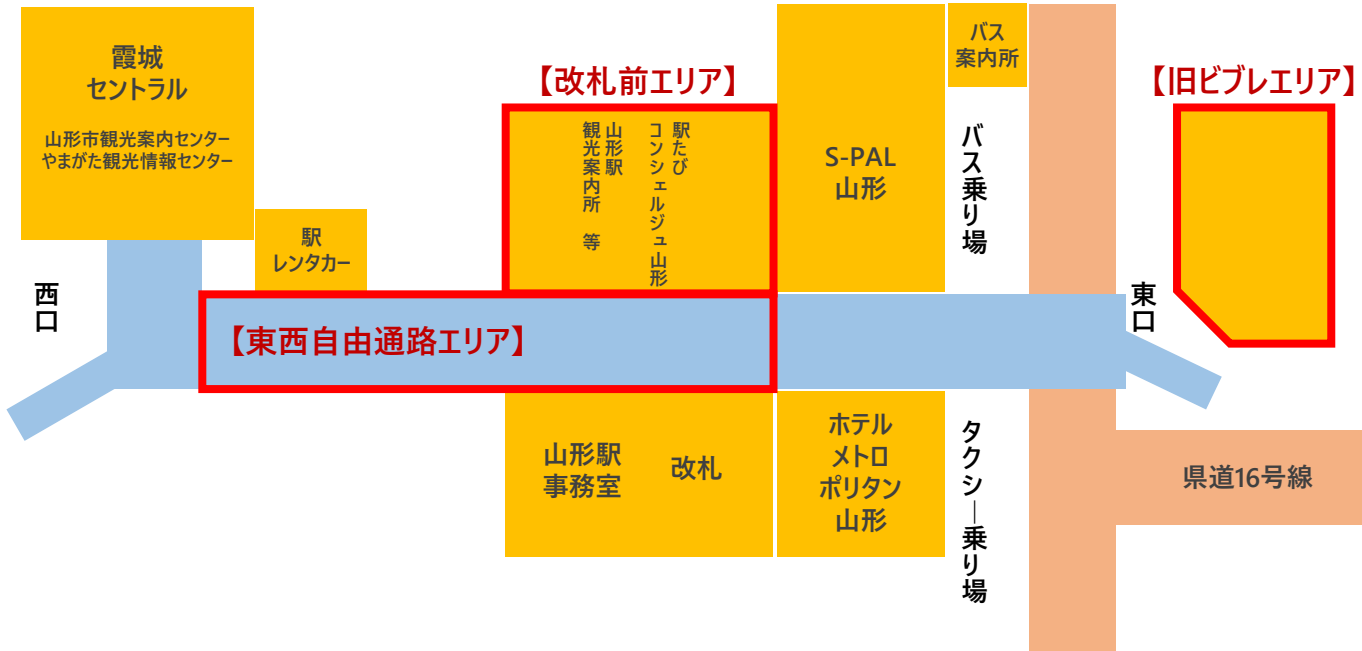 霞城
セントラル
山形市観光案内センター
やまがた観光情報センター
駅
レンタカー
西口
【改札前エリア】
駅たび
コンシェルジュ山形
山形駅
観光案内所 等
S-PAL
山形
バス
案内所
バス乗り場
【旧ビブレエリア】
東口
【東西自由通路エリア】
山形駅
事務室
改札
ホテル
メトロ
ポリタン
山形
タクシー乗り場
県道16号線